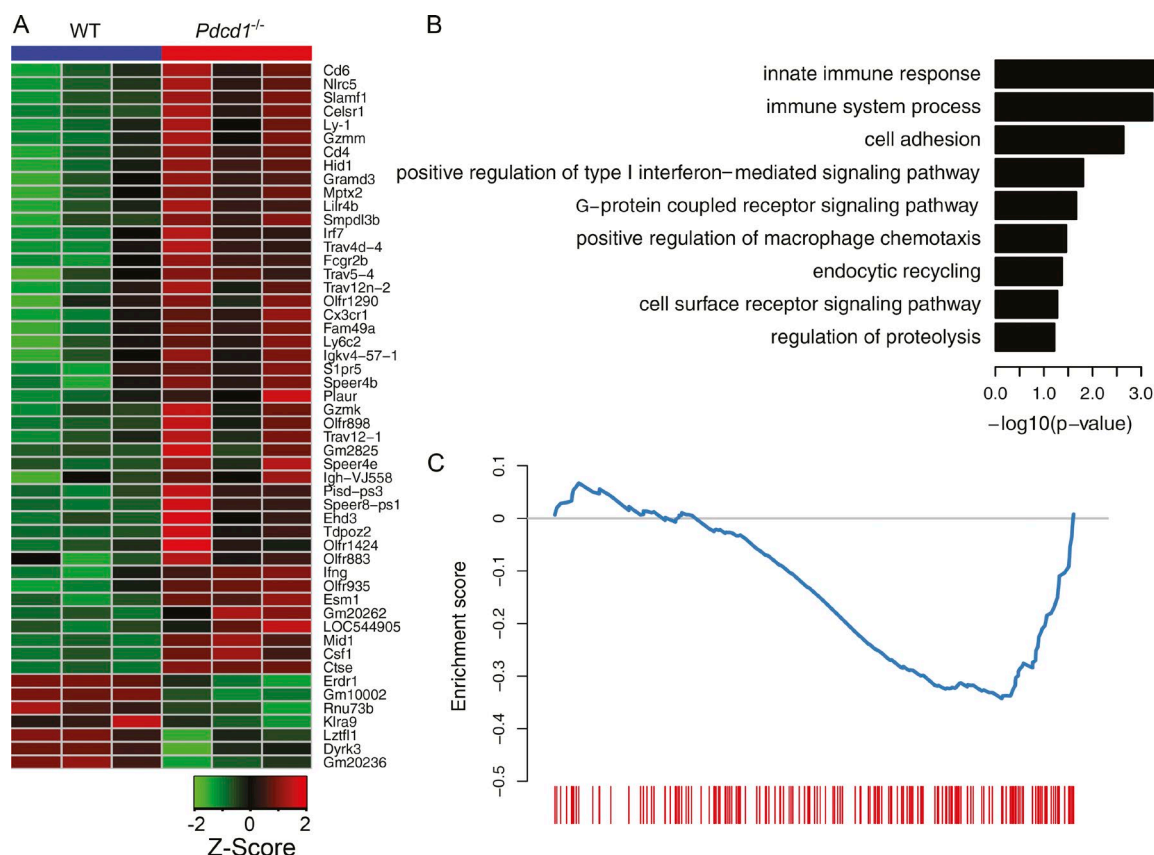 A
WT
Pdcd1-/-
Cd6
Nlrc5
Slamf1
Celsr1
Ly-1
Gzmm
Cd4
Hid1
Gramd3
Mptx2
Lilr4b
Smpdl3b
Irf7
Trav4d-4
Fcgr2b
Trav5-4
Trav12n-2
Olfr1290
Cx3cr1
Fam49a
Ly6c2
Igkv4-57-1
S1pr5
Speer4b
Plaur
Gzmk
Olfr898
Trav12-1
Gm2825
Speer4e
Igh-VJ558
Pisd-ps3
Speer8-ps1
Ehd3
Tdpoz2
Olfr1424
Olfr883
Ifng
Olfr935
Esm1
Gm20262
LOC544905
Mid1
Csf1
Ctse
Erdr1
Gm10002
Rnu73b
Klra9
Lztfl1
Dyrk3
Gm20236
-2 0 2
Z-Score
B
innate immune response
immune system process
cell adhesion
positive regulation of type I interferon-mediated signaling pathway
G-protein coupled receptor signaling pathway
positive regulation of macrophage chemotaxis
endocytic recycling
cell surface receptor signaling pathway
regulation of proteolysis
0.0 1.0 2.0 3.0
-log10(p-value)
C
Enrichment score
0.1
0
-0.1
-0.2
-0.3
-0.4
-0.5